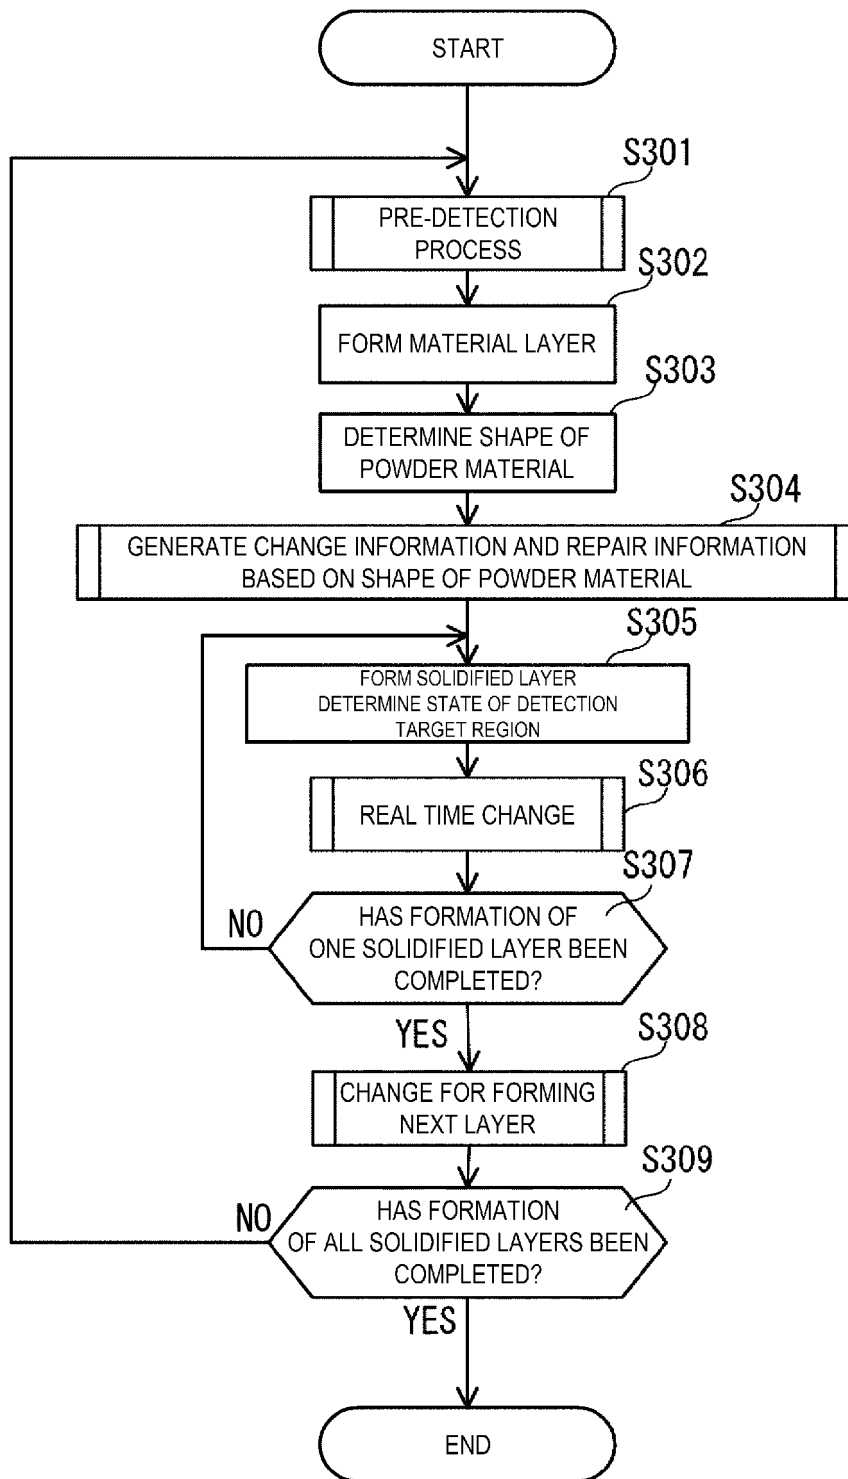 START
S301
PRE-DETECTION
PROCESS
S302
FORM MATERIAL LAYER
S303
DETERMINE SHAPE OF
POWDER MATERIAL
S304
GENERATE CHANGE INFORMATION AND REPAIR INFORMATION
BASED ON SHAPE OF POWDER MATERIAL
S305
FORM SOLIDIFIED LAYER
DETERMINE STATE OF DETECTION
TARGET REGION
S306
REAL TIME CHANGE
S307
HAS FORMATION OF
ONE SOLIDIFIED LAYER BEEN
COMPLETED?
NO
YES
S308
CHANGE FOR FORMING
NEXT LAYER
S309
HAS FORMATION
OF ALL SOLIDIFIED LAYERS BEEN
COMPLETED?
NO
YES
END